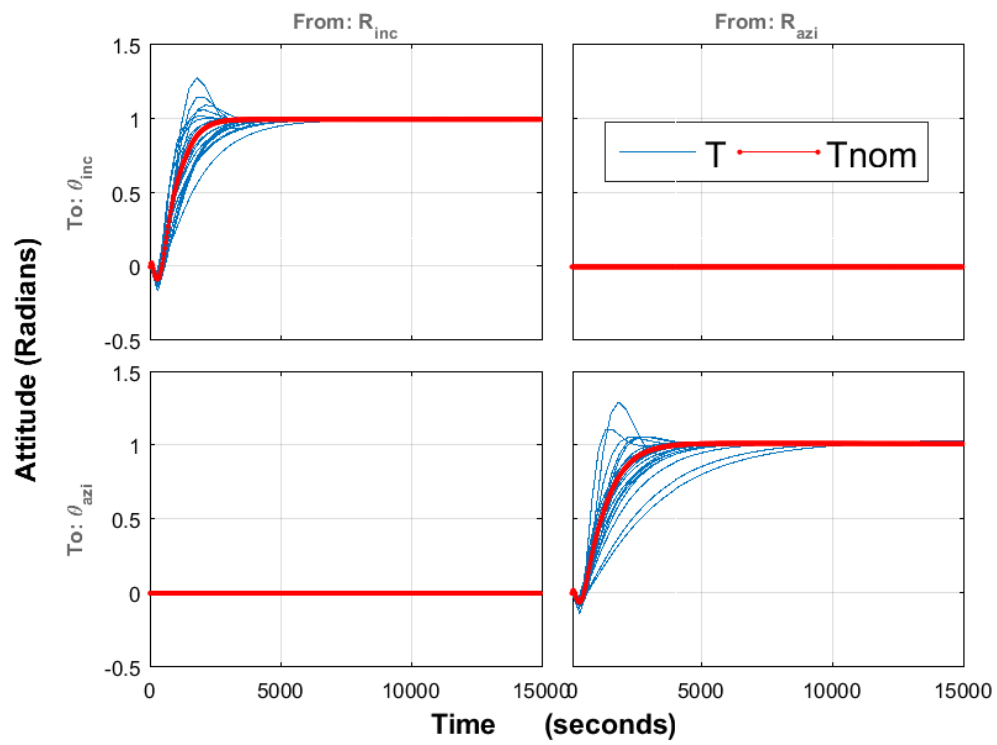 From: R_inc
From: R_azi
Attitude (Radians)
To: θ_inc
1.5
1
0.5
0
-0.5
T
Tnom
To: θ_azi
1.5
1
0.5
0
-0.5
0
5000
10000
15000
0
5000
10000
15000
Time (seconds)